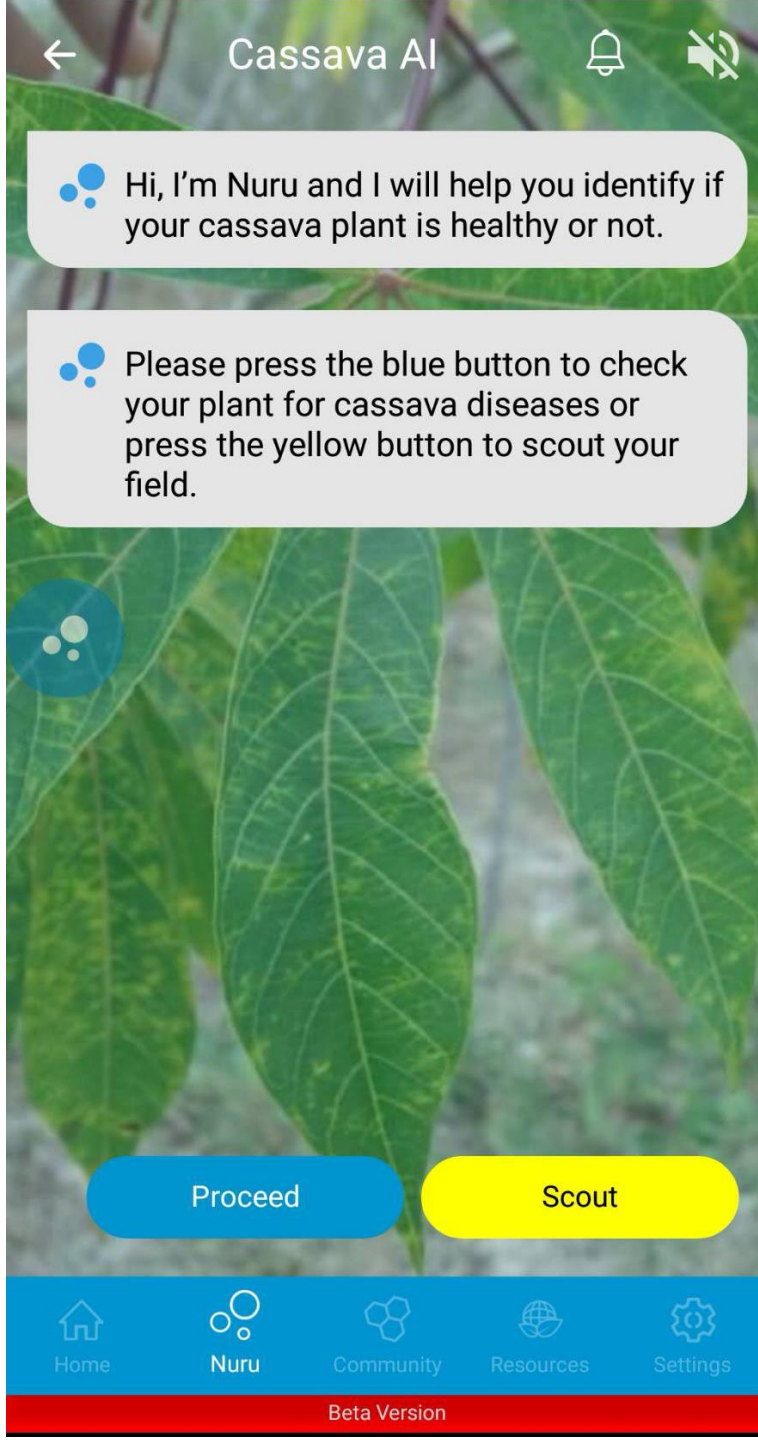 Cassava AI
Hi, I’m Nuru and I will help you identify if
your cassava plant is healthy or not.
Please press the blue button to check
your plant for cassava diseases or
press the yellow button to scout your
field.
Proceed
Scout
Home
Nuru
Community
Resources
Settings
Beta Version